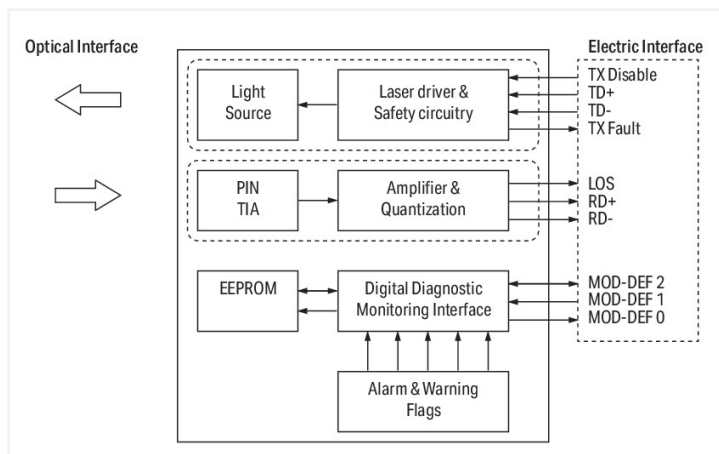 Optical Interface
Electric Interface
Light
Source
Laser driver &
Safety circuitry
TX Disable
TD+
TD-
TX Fault
PIN
TIA
Amplifier &
Quantization
LOS
RD+
RD-
EEPROM
Digital Diagnostic
Monitoring Interface
MOD-DEF 2
MOD-DEF 1
MOD-DEF 0
Alarm & Warning
Flags